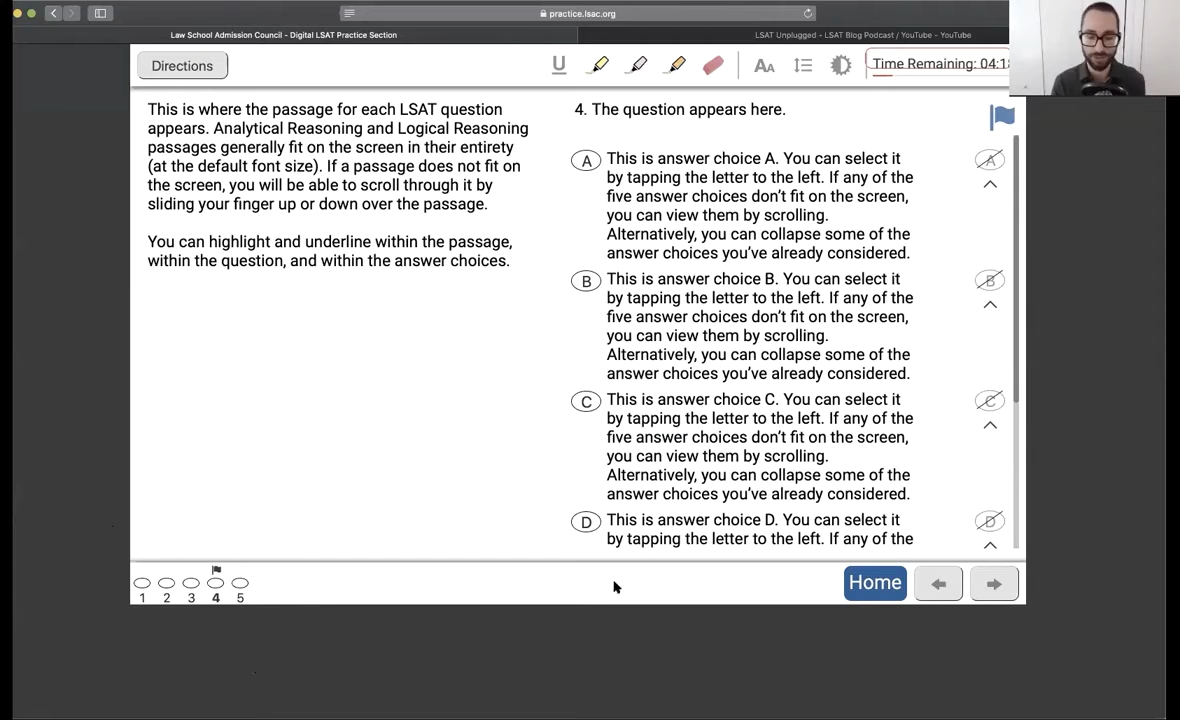 practice.lsac.org
Law School Admission Council - Digital LSAT Practice Section
LSAT Unplugged - LSAT Blog Podcast / YouTube - YouTube
Directions
U
AA
Time Remaining: 04:1
This is where the passage for each LSAT question
appears. Analytical Reasoning and Logical Reasoning
passages generally fit on the screen in their entirety
(at the default font size). If a passage does not fit on
the screen, you will be able to scroll through it by
sliding your finger up or down over the passage.
You can highlight and underline within the passage,
within the question, and within the answer choices.
4. The question appears here.
A This is answer choice A. You can select it A
by tapping the letter to the left. If any of the
five answer choices don't fit on the screen,
you can view them by scrolling.
Alternatively, you can collapse some of the
answer choices you've already considered.
B This is answer choice B. You can select it B
by tapping the letter to the left. If any of the
five answer choices don't fit on the screen,
you can view them by scrolling.
Alternatively, you can collapse some of the
answer choices you've already considered.
C This is answer choice C. You can select it C
by tapping the letter to the left. If any of the
five answer choices don't fit on the screen,
you can view them by scrolling.
Alternatively, you can collapse some of the
answer choices you've already considered.
D This is answer choice D. You can select it D
by tapping the letter to the left. If any of the
1 2 3 4 5
Home